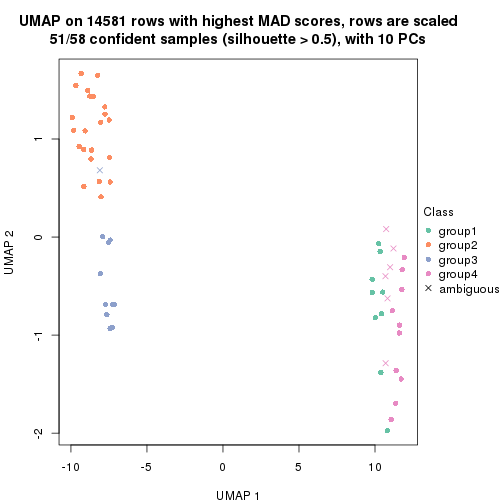 UMAP on 14581 rows with highest MAD scores, rows are scaled
51/58 confident samples (silhouette > 0.5), with 10 PCs
UMAP 2
1
0
-1
-2
-10
-5
0
5
10
UMAP 1
Class
group1
group2
group3
group4
ambiguous